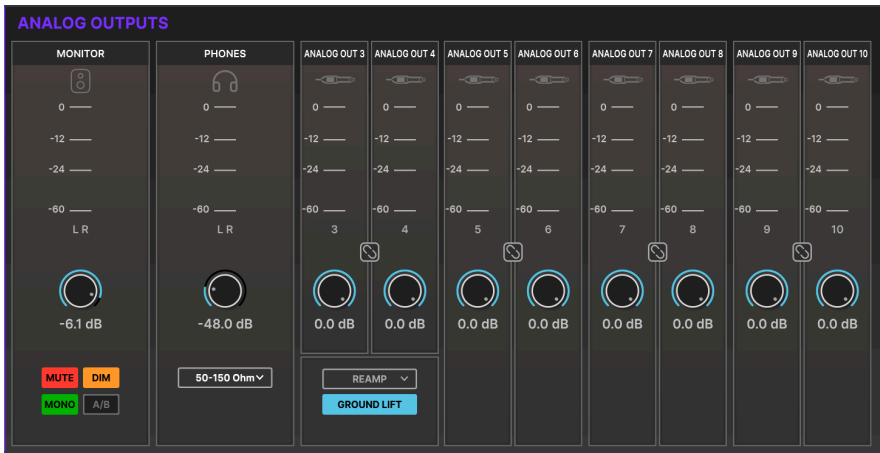 ANALOG OUTPUTS
MONITOR PHONES ANALOG OUT 3 ANALOG OUT 4 ANALOG OUT 5 ANALOG OUT 6 ANALOG OUT 7 ANALOG OUT 8 ANALOG OUT 9 ANALOG OUT 10
0 0 0 0 0 0 0 0 0 0
-12 -12 -12 -12 -12 -12 -12 -12 -12 -12
-24 -24 -24 -24 -24 -24 -24 -24 -24 -24
-60 -60 -60 -60 -60 -60 -60 -60 -60 -60
L R L R 3 4 5 6 7 8 9 10
-6.1 dB -48.0 dB 0.0 dB 0.0 dB 0.0 dB 0.0 dB 0.0 dB 0.0 dB 0.0 dB 0.0 dB
MUTE DIM 50-150 Ohm REAMP
MONO A/B GROUND LIFT